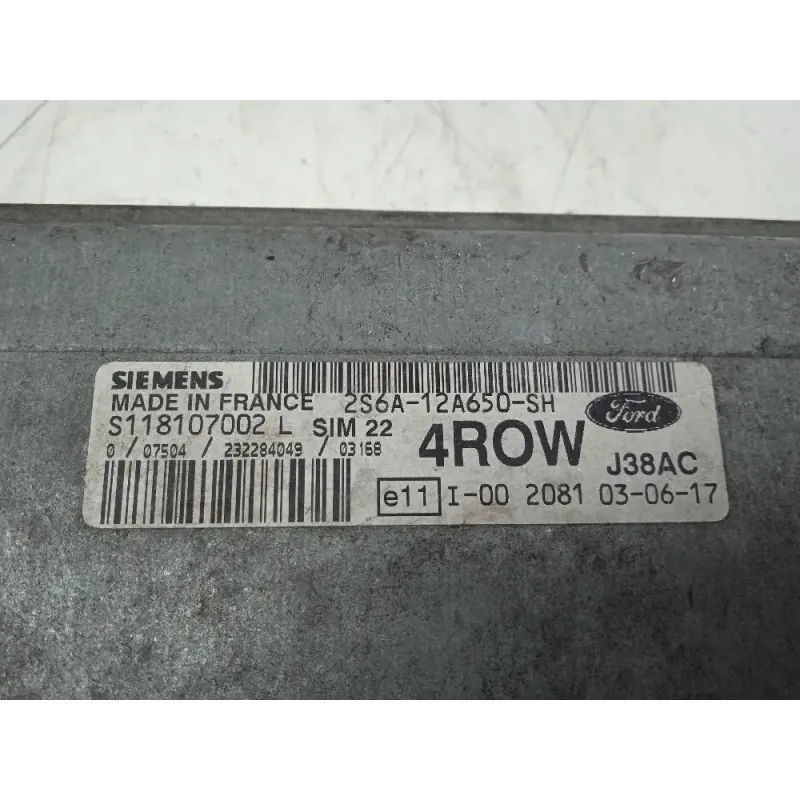 SIEMENS
MADE IN FRANCE 2S6A-12A650-SH Ford
S118107002 L SIM 22 4ROW J38AC
0 / 07504 / 232284049 / 03168
e11 I-00 2081 03-06-17